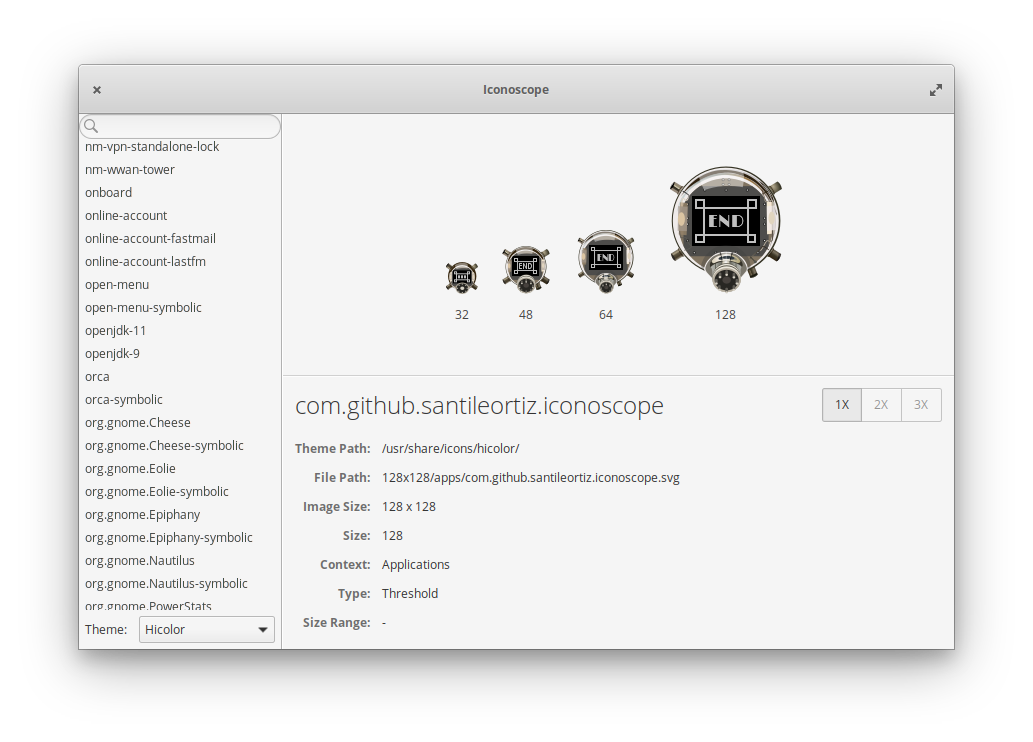 Iconoscope
nm-vpn-standalone-lock
nm-wwan-tower
onboard
online-account
online-account-fastmail
online-account-lastfm
open-menu
open-menu-symbolic
openjdk-11
openjdk-9
orca
orca-symbolic
org.gnome.Cheese
org.gnome.Cheese-symbolic
org.gnome.Eolie
org.gnome.Eolie-symbolic
org.gnome.Epiphany
org.gnome.Epiphany-symbolic
org.gnome.Nautilus
org.gnome.Nautilus-symbolic
org.gnome.PowerStats
Theme: Hicolor
END END END
32 48 64 128
com.github.santileortiz.iconoscope
1X 2X 3X
Theme Path: /usr/share/icons/hicolor/
File Path: 128x128/apps/com.github.santileortiz.iconoscope.svg
Image Size: 128 x 128
Size: 128
Context: Applications
Type: Threshold
Size Range: -